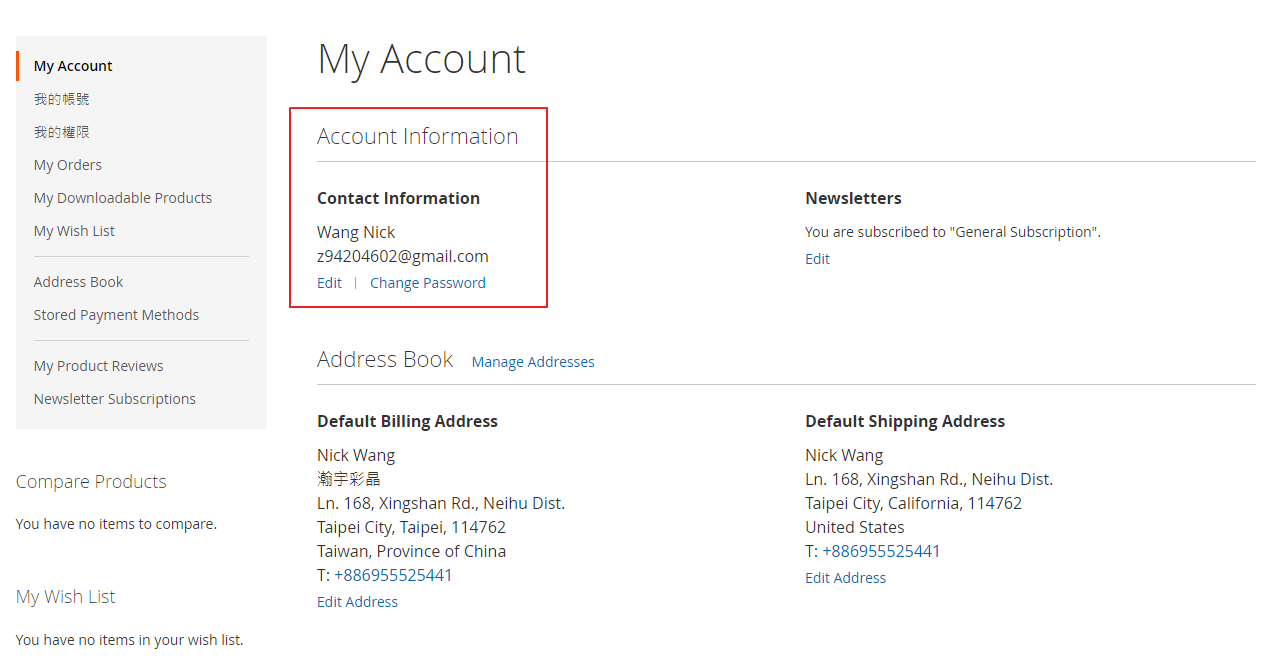 My Account
我的帳號
我的權限
My Orders
My Downloadable Products
My Wish List
Address Book
Stored Payment Methods
My Product Reviews
Newsletter Subscriptions
Compare Products
You have no items to compare.
My Wish List
You have no items in your wish list.
My Account
Account Information
Contact Information
Wang Nick
z94204602@gmail.com
Edit | Change Password
Newsletters
You are subscribed to "General Subscription".
Edit
Address Book Manage Addresses
Default Billing Address
Nick Wang
瀚宇彩晶
Ln. 168, Xingshan Rd., Neihu Dist.
Taipei City, Taipei, 114762
Taiwan, Province of China
T: +886955525441
Edit Address
Default Shipping Address
Nick Wang
Ln. 168, Xingshan Rd., Neihu Dist.
Taipei City, California, 114762
United States
T: +886955525441
Edit Address